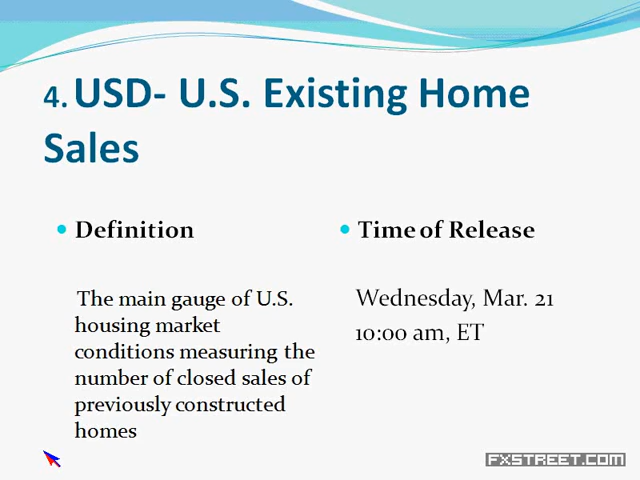 4. USD- U.S. Existing Home
Sales
• Definition
The main gauge of U.S.
housing market
conditions measuring the
number of closed sales of
previously constructed
homes
• Time of Release
Wednesday, Mar. 21
10:00 am, ET
FXSTREET.COM